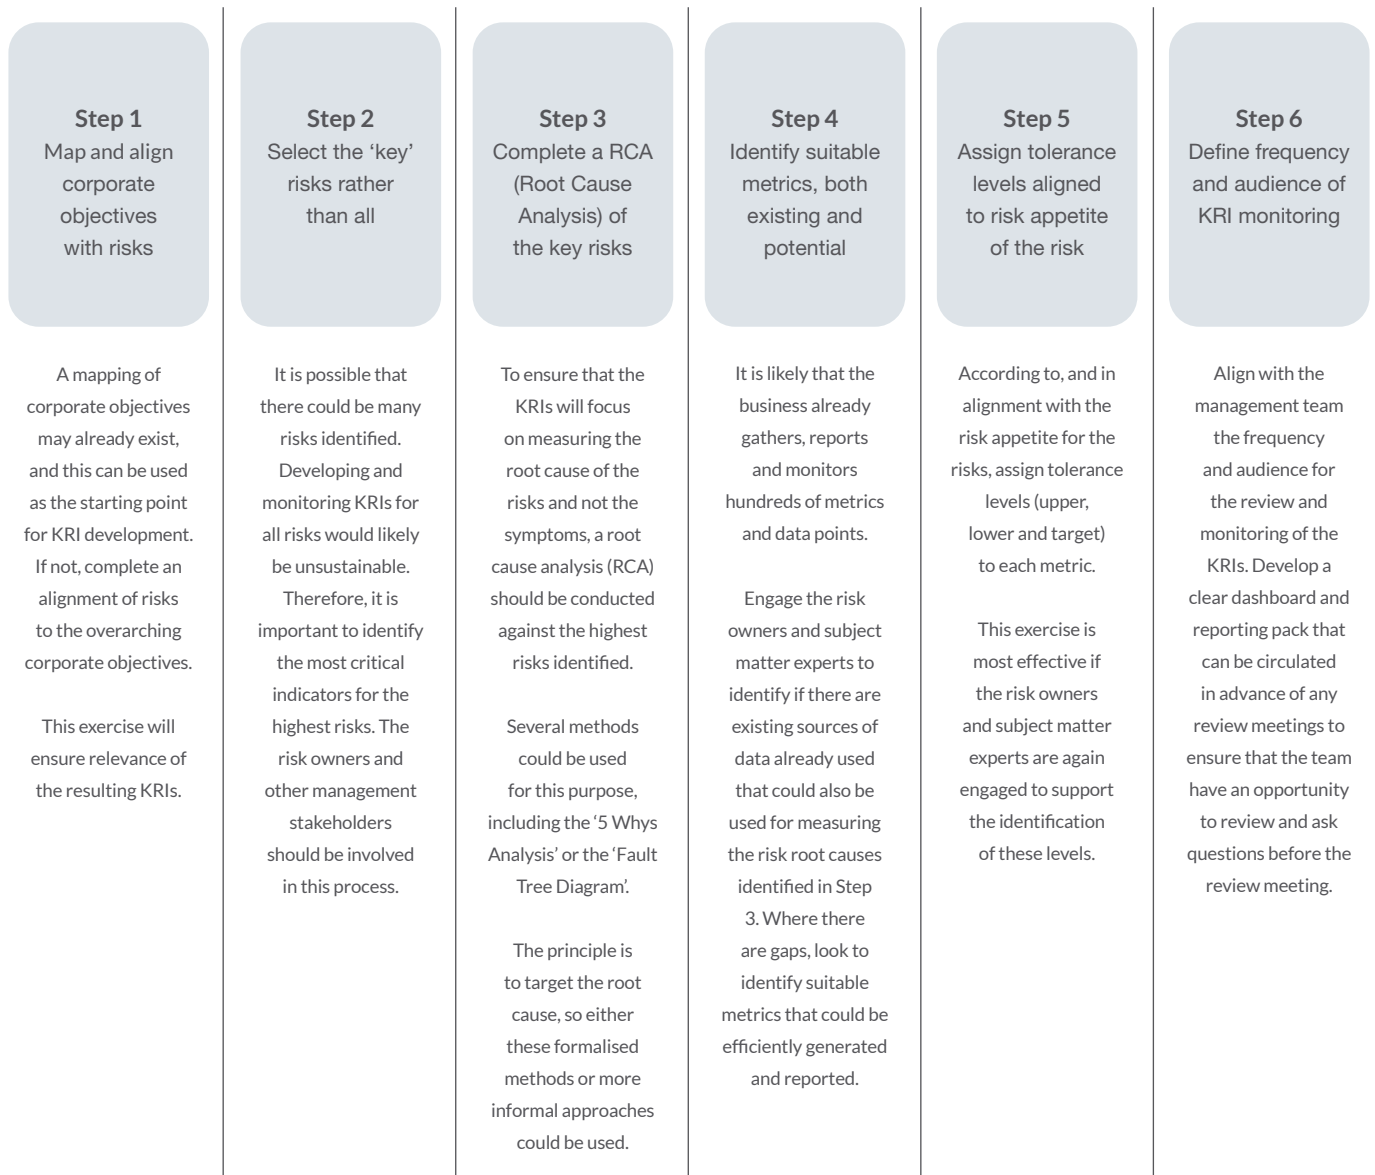 Step 1
Map and align
corporate
objectives
with risks
A mapping of
corporate objectives
may already exist,
and this can be used
as the starting point
for KRI development.
If not, complete an
alignment of risks
to the overarching
corporate objectives.
This exercise will
ensure relevance of
the resulting KRIs.
Step 2
Select the ‘key’
risks rather
than all
It is possible that
there could be many
risks identified.
Developing and
monitoring KRIs for
all risks would likely
be unsustainable.
Therefore, it is
important to identify
the most critical
indicators for the
highest risks. The
risk owners and
other management
stakeholders
should be involved
in this process.
Step 3
Complete a RCA
(Root Cause
Analysis) of
the key risks
To ensure that the
KRIs will focus
on measuring the
root cause of the
risks and not the
symptoms, a root
cause analysis (RCA)
should be conducted
against the highest
risks identified.
Several methods
could be used
for this purpose,
including the ‘5 Whys
Analysis’ or the ‘Fault
Tree Diagram’.
The principle is
to target the root
cause, so either
these formalised
methods or more
informal approaches
could be used.
Step 4
Identify suitable
metrics, both
existing and
potential
It is likely that the
business already
gathers, reports
and monitors
hundreds of metrics
and data points.
Engage the risk
owners and subject
matter experts to
identify if there are
existing sources of
data already used
that could also be
used for measuring
the risk root causes
identified in Step
3. Where there
are gaps, look to
identify suitable
metrics that could be
efficiently generated
and reported.
Step 5
Assign tolerance
levels aligned
to risk appetite
of the risk
According to, and in
alignment with the
risk appetite for the
risks, assign tolerance
levels (upper,
lower and target)
to each metric.
This exercise is
most effective if
the risk owners
and subject matter
experts are again
engaged to support
the identification
of these levels.
Step 6
Define frequency
and audience of
KRI monitoring
Align with the
management team
the frequency
and audience for
the review and
monitoring of the
KRIs. Develop a
clear dashboard and
reporting pack that
can be circulated
in advance of any
review meetings to
ensure that the team
have an opportunity
to review and ask
questions before the
review meeting.